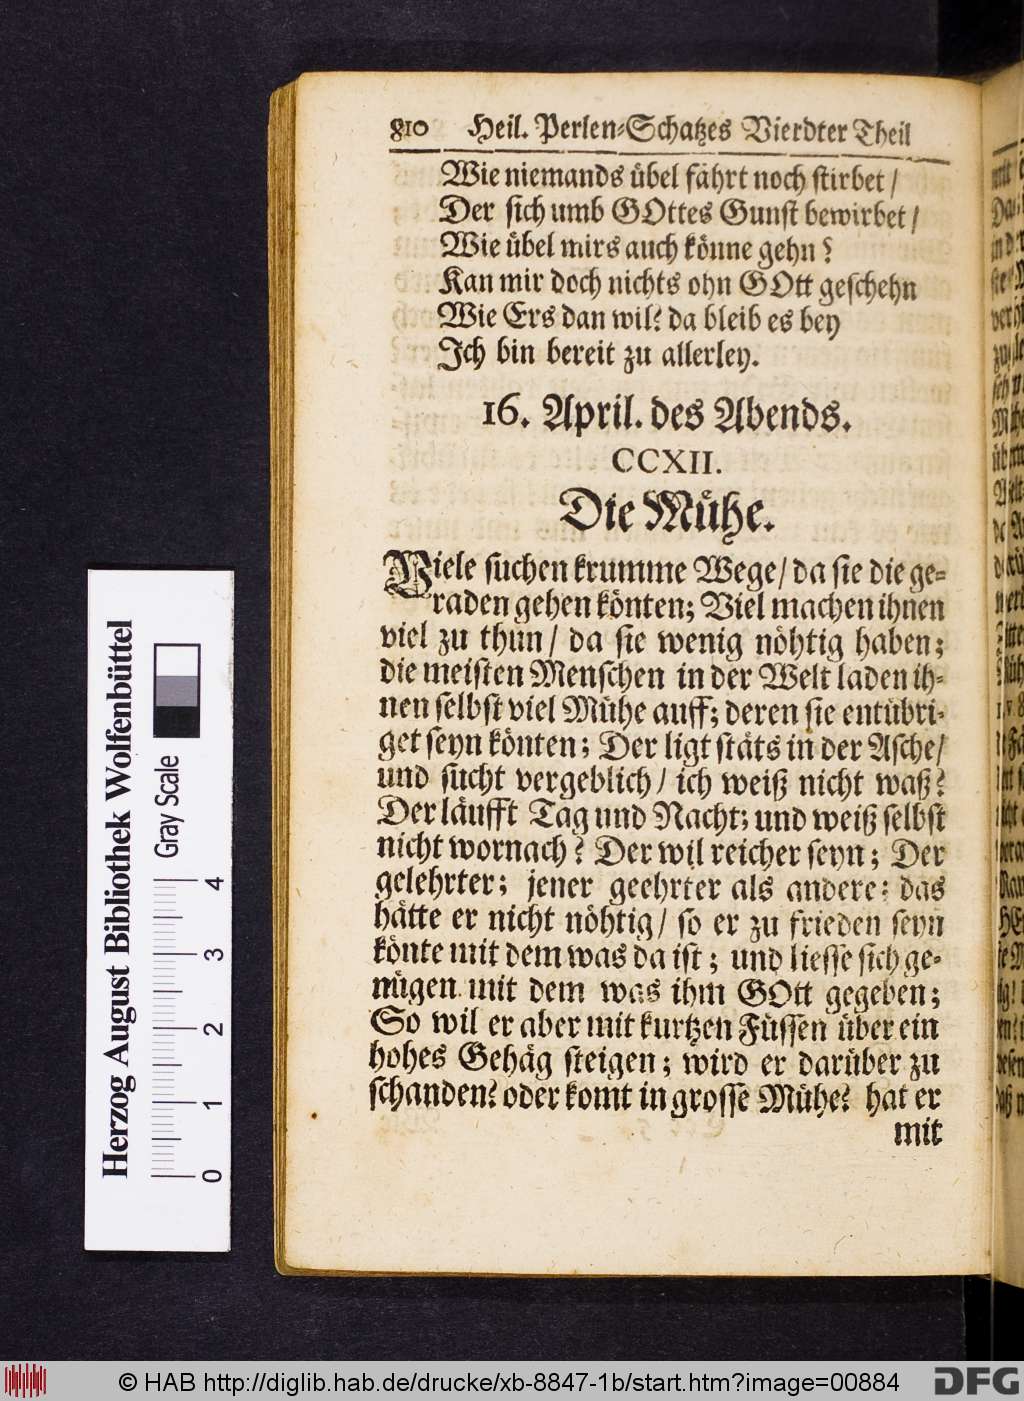 810 Heil. Perlen-Schatzes Vierdter Theil
Wie niemands übel fährt noch stirbet /
Der sich umb GOttes Gunst bewirbet /
Wie übel mirs auch könne gehn?
Kan mir doch nichts ohn GOtt geschehn
Wie Ers dan wil? da bleib es bey
Ich bin bereit zu allerley.
16. April. des Abends.
CCXII.
Die Mühe.
Viele suchen krumme Wege / da sie die ge-
raden gehen könten; Viel machen ihnen
viel zu thun / da sie wenig nöhtig haben;
die meisten Menschen in der Welt laden ih-
nen selbst viel Mühe auff; deren sie entübri-
get seyn könten; Der ligt stäts in der Asche /
und sucht vergeblich / ich weiß nicht waß?
Der läufft Tag und Nacht; und weiß selbst
nicht wornach? Der wil reicher seyn; Der
gelehrter; jener geehrter als andere: das
hätte er nicht nöhtig / so er zu frieden seyn
könte mit dem was da ist; und liesse sich ge-
nügen mit dem was ihm GOtt gegeben;
So wil er aber mit kurtzen Füssen über ein
hohes Gehäg steigen; wird er darüber zu
schanden? oder komt in grosse Mühe? hat er
mit
Herzog August Bibliothek Wolfenbüttel
Gray Scale
0 1 2 3 4
© HAB http://diglib.hab.de/drucke/xb-8847-1b/start.htm?image=00884
DFG